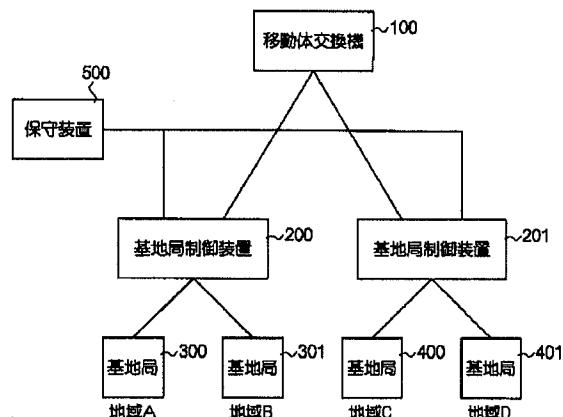 移動体交換機
100
500
保守装置
基地局制御装置
200
基地局制御装置
201
基地局
300
基地局
301
基地局
400
基地局
401
地域A
地域B
地域C
地域D